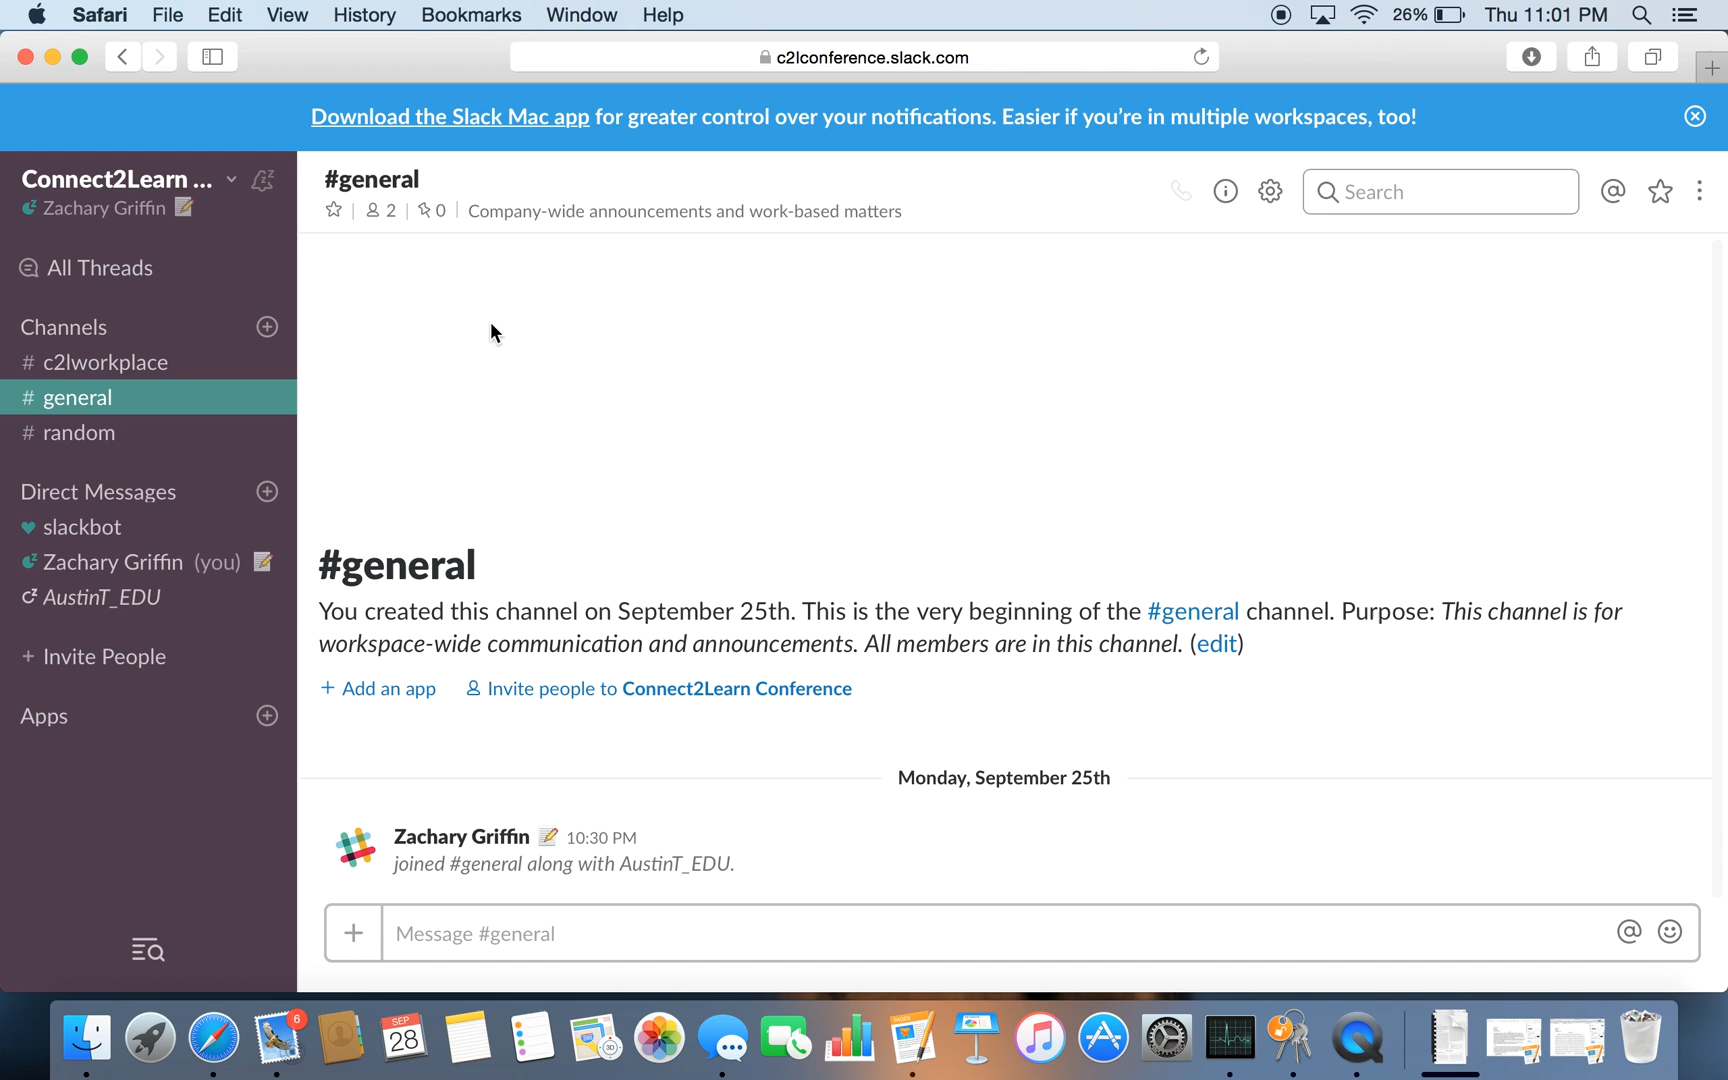 Safari File Edit View History Bookmarks Window Help 26% Thu 11:01 PM
c2lconference.slack.com
Download the Slack Mac app for greater control over your notifications. Easier if you're in multiple workspaces, too!
Connect2Learn ...
Zachary Griffin
All Threads
Channels
# c2lworkplace
# general
# random
Direct Messages
slackbot
Zachary Griffin (you)
AustinT_EDU
+ Invite People
Apps
#general
2 | 0 | Company-wide announcements and work-based matters
Search
#general
You created this channel on September 25th. This is the very beginning of the #general channel. Purpose: This channel is for
workspace-wide communication and announcements. All members are in this channel. (edit)
+ Add an app Invite people to Connect2Learn Conference
Monday, September 25th
Zachary Griffin 10:30 PM
joined #general along with AustinT_EDU.
+ Message #general
6
SEP
28
3D